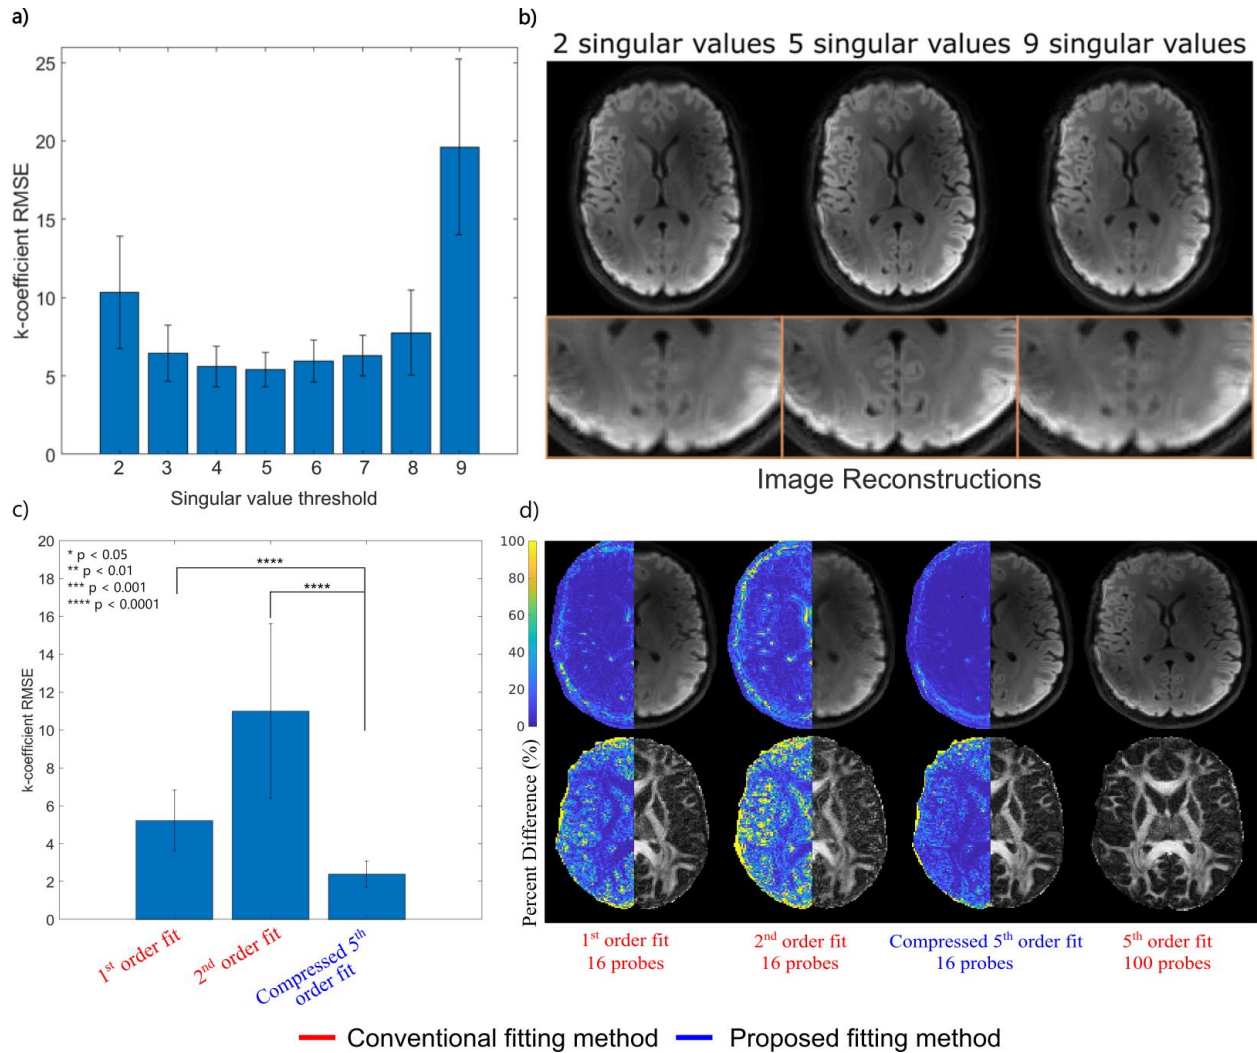 a)
25
20
15
10
5
0
k-coefficient RMSE
2 3 4 5 6 7 8 9
Singular value threshold
b)
2 singular values 5 singular values 9 singular values
Image Reconstructions
c)
20
18
16
14
12
10
8
6
4
2
0
k-coefficient RMSE
* p < 0.05
** p < 0.01
*** p < 0.001
**** p < 0.0001
****
****
1st order fit
2nd order fit
Compressed 5th
order fit
d)
100
80
60
40
20
0
Percent Difference (%)
1st order fit
16 probes
2nd order fit
16 probes
Compressed 5th order fit
16 probes
5th order fit
100 probes
Conventional fitting method Proposed fitting method